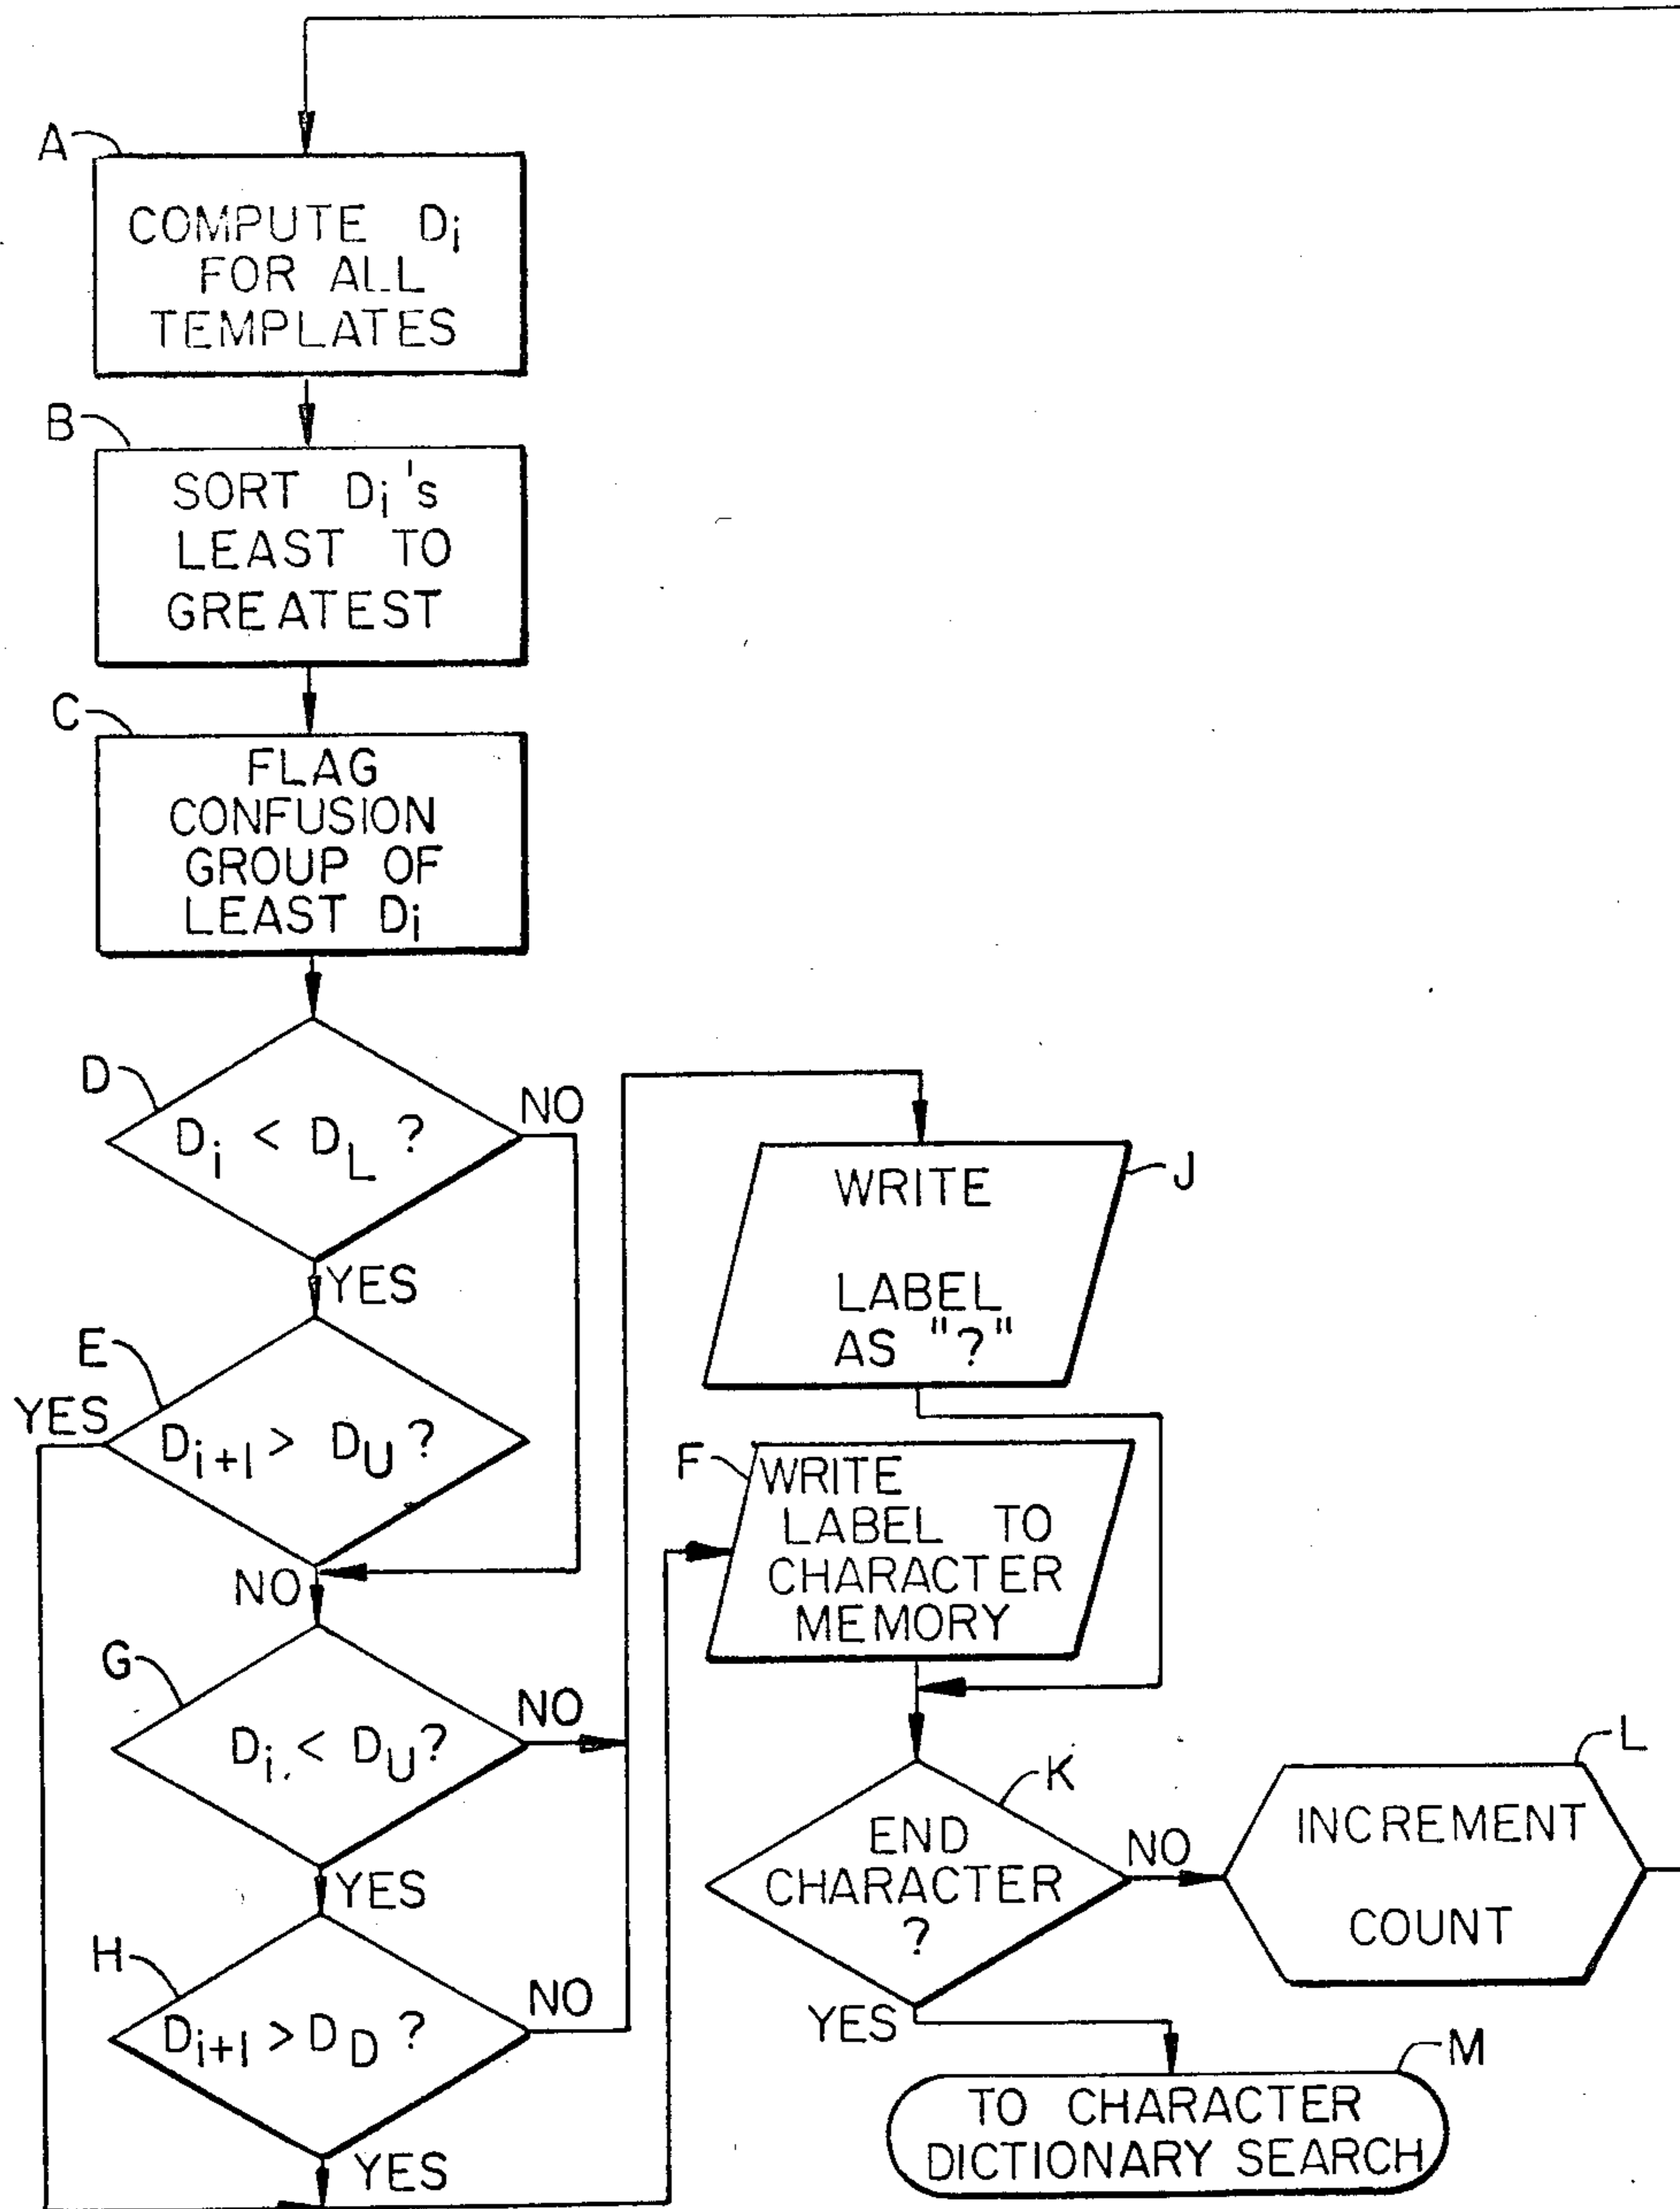 A
COMPUTE Di
FOR ALL
TEMPLATES
B
SORT Di's
LEAST TO
GREATEST
C
FLAG
CONFUSION
GROUP OF
LEAST Di
D
Di < DL ?
NO
YES
E
YES
Di+1 > DU ?
NO
G
Di < DU?
NO
YES
H
Di+1 > DD ?
NO
YES
J
WRITE
LABEL
AS "?"
F
WRITE
LABEL TO
CHARACTER
MEMORY
K
END
CHARACTER
?
NO
YES
L
INCREMENT
COUNT
M
TO CHARACTER
DICTIONARY SEARCH